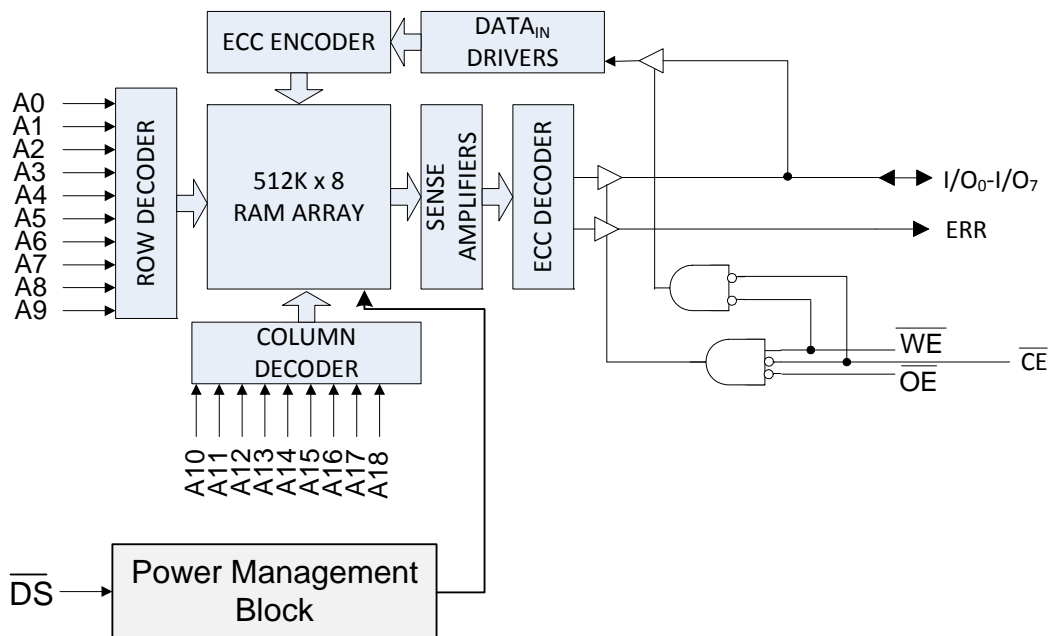 ECC ENCODER
DATAIN
DRIVERS
A0
A1
A2
A3
A4
A5
A6
A7
A8
A9
ROW DECODER
512K x 8
RAM ARRAY
SENSE
AMPLIFIERS
ECC DECODER
I/O0-I/O7
ERR
COLUMN
DECODER
WE
CE
OE
A10
A11
A12
A13
A14
A15
A16
A17
A18
DS
Power Management
Block